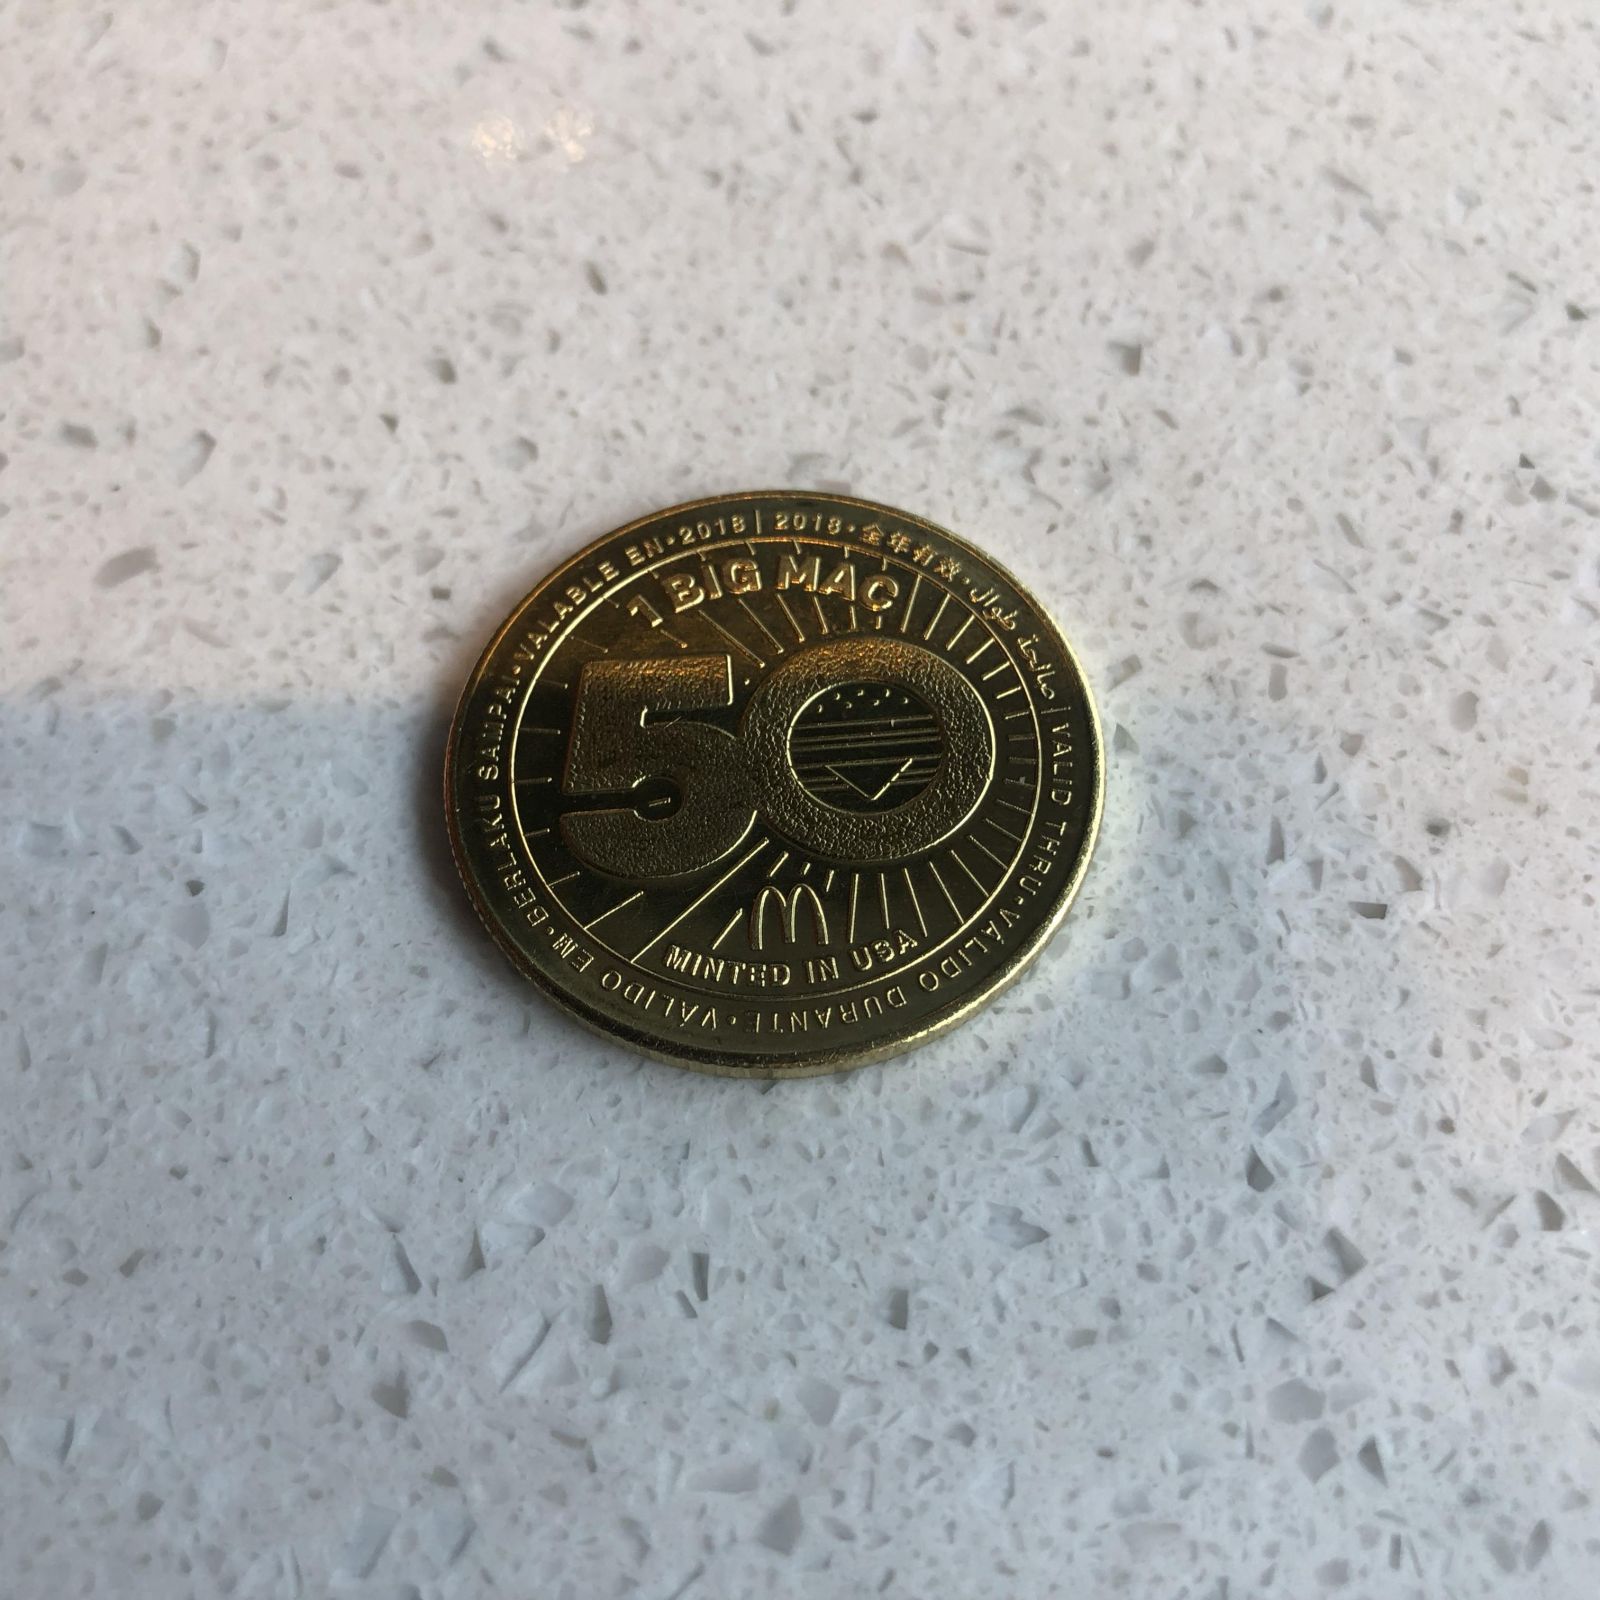 VALABLE EN • 2018 | 2018 • 全年有效 • صالحة طوال | VALID THRU • VÁLIDO DURANTE • VÁLIDO EM • BERLAKU SAMPAI •
1 BIG MAC
50
MINTED IN USA